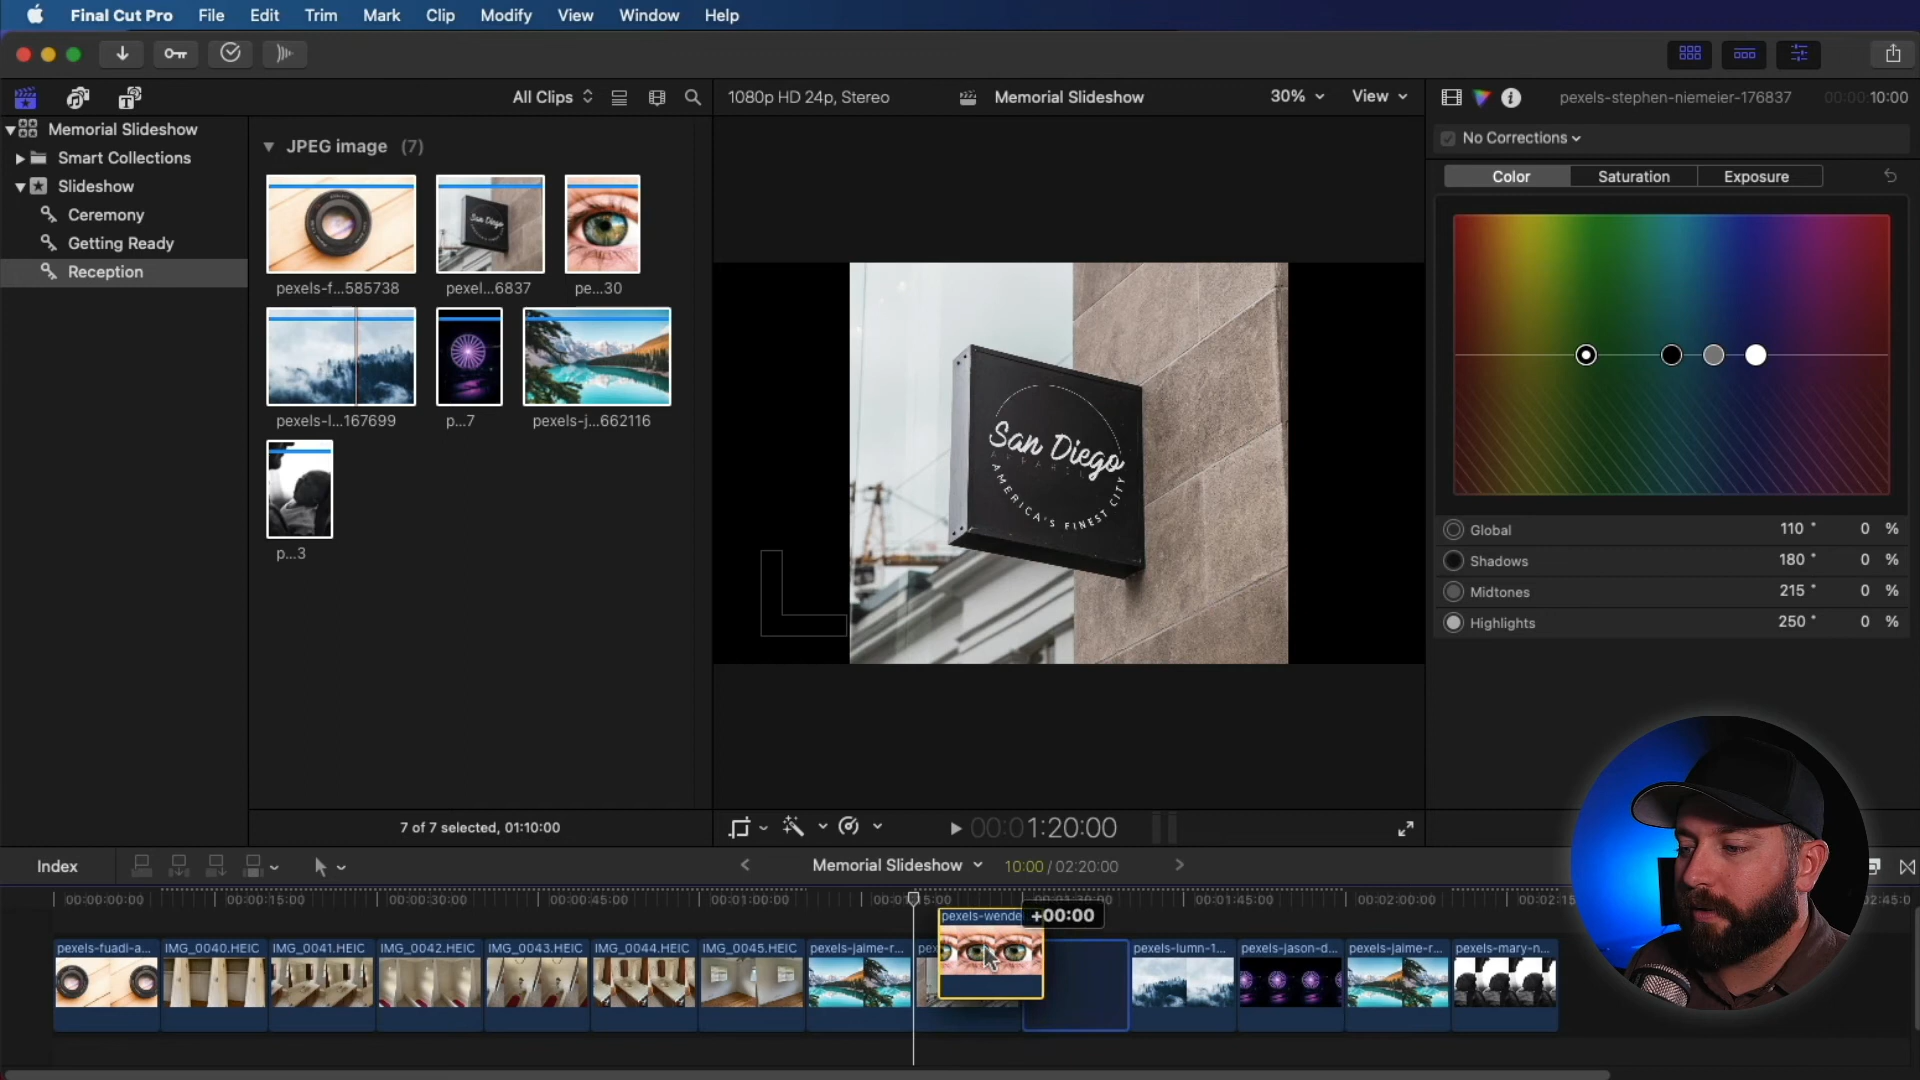 Final Cut Pro File Edit Trim Mark Clip Modify View Window Help
All Clips
1080p HD 24p, Stereo
Memorial Slideshow
30%
View
pexels-stephen-niemeier-176837
00:00:10:00
Memorial Slideshow
Smart Collections
Slideshow
Ceremony
Getting Ready
Reception
JPEG image (7)
pexels-f...585738
pexel...6837
pe...30
pexels-l...167699
p...7
pexels-j...662116
p...3
San Diego
APPAREL
AMERICA'S FINEST CITY
No Corrections
Color Saturation Exposure
Global 110 ° 0 %
Shadows 180 ° 0 %
Midtones 215 ° 0 %
Highlights 250 ° 0 %
7 of 7 selected, 01:10:00
00:01:20:00
Index
Memorial Slideshow
10:00 / 02:20:00
00:00:00:00 00:00:15:00 00:00:30:00 00:00:45:00 00:01:00:00 00:01:30:00 00:01:45:00 00:02:00:00
pexels-wende
+00:00
pexels-fuadi-a... IMG_0040.HEIC IMG_0041.HEIC IMG_0042.HEIC IMG_0043.HEIC IMG_0044.HEIC IMG_0045.HEIC pexels-jaime-r... pexels-lumn-1... pexels-jason-d... pexels-jaime-r... pexels-mary-n...